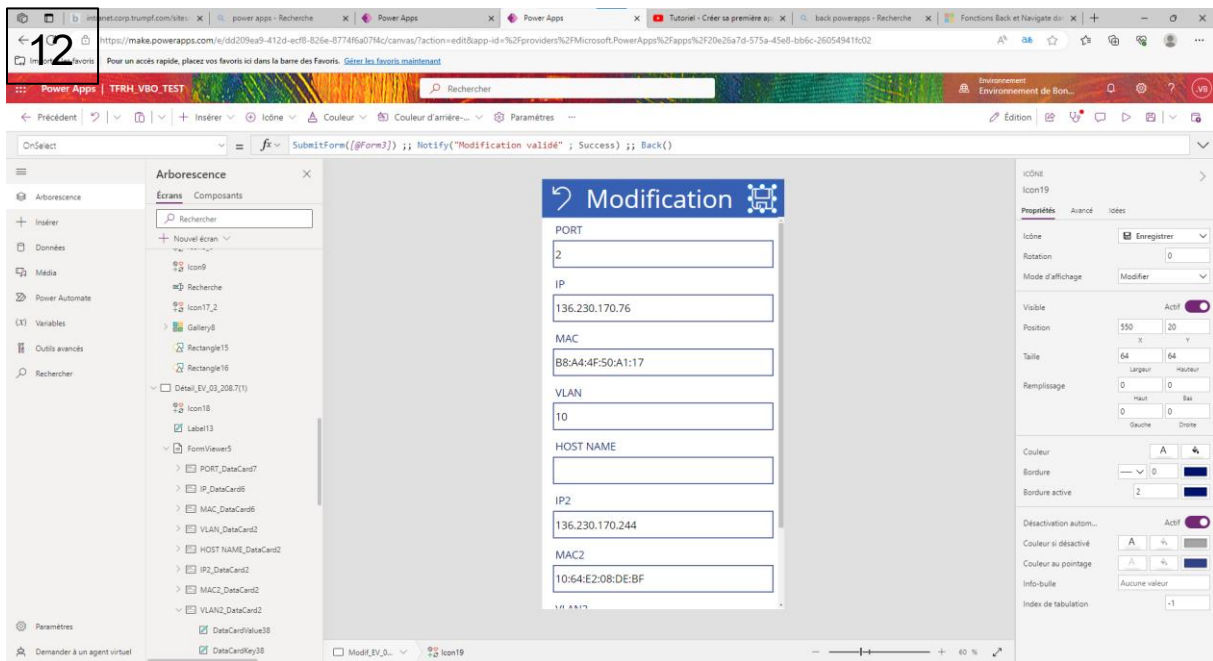 intranet.corp.trumpf.com/sites/
power apps - Recherche
Power Apps
Power Apps
Tutoriel - Créer sa première ap
back powerapps - Recherche
Fonctions Back et Navigate da
12
https://make.powerapps.com/e/dd209ea9-412d-ecf8-826e-8774f6a07f4c/canvas/?action=edit&app-id=%2Fproviders%2FMicrosoft.PowerApps%2Fapps%2F20e26a7d-575a-45e8-bb6c-26054941fc02
Importer les favoris
Pour un accès rapide, placez vos favoris ici dans la barre des Favoris. Gérer les favoris maintenant
Power Apps | TFRH_VBO_TEST
Rechercher
Environnement
Environnement de Bon...
Précédent
Insérer
Icône
Couleur
Couleur d'arrière-...
Paramètres
Édition
OnSelect
= fx
SubmitForm([@Form3]) ;; Notify("Modification validé" ; Success) ;; Back()
Arborescence
Insérer
Données
Média
Power Automate
Variables
Outils avancés
Rechercher
Paramètres
Demander à un agent virtuel
Arborescence
Écrans Composants
Rechercher
Nouvel écran
Icon9
Recherche
Icon17_2
Gallery8
Rectangle15
Rectangle16
Détail_EV_03_208.7(1)
Icon18
Label13
FormViewer5
PORT_DataCard7
IP_DataCard6
MAC_DataCard6
VLAN_DataCard2
HOST NAME_DataCard2
IP2_DataCard2
MAC2_DataCard2
VLAN2_DataCard2
DataCardValue38
DataCardKey38
Modification
PORT
2
IP
136.230.170.76
MAC
B8:A4:4F:50:A1:17
VLAN
10
HOST NAME
IP2
136.230.170.244
MAC2
10:64:E2:08:DE:BF
VLAN2
Modif_EV_0...
Icon19
60 %
ICÔNE
Icon19
Propriétés Avancé Idées
Icône Enregistrer
Rotation 0
Mode d'affichage Modifier
Visible Actif
Position 550 20
X Y
Taille 64 64
Largeur Hauteur
Remplissage 0 0
Haut Bas
0 0
Gauche Droite
Couleur
Bordure 0
Bordure active 2
Désactivation autom... Actif
Couleur si désactivé
Couleur au pointage
Info-bulle Aucune valeur
Index de tabulation -1